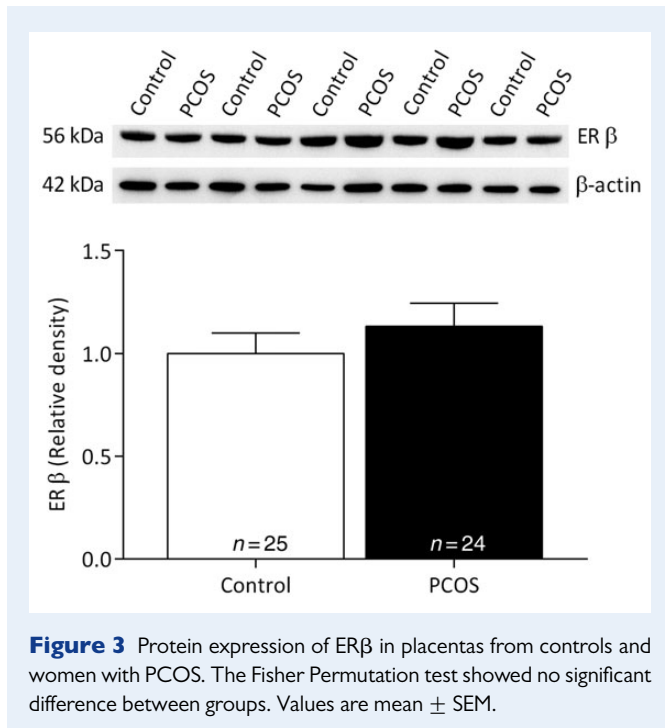 Control PCOS Control PCOS Control PCOS Control PCOS Control PCOS
56 kDa ER β
42 kDa β-actin
1.5
1.0
0.5
0.0
ER β (Relative density)
n=25 n=24
Control PCOS
Figure 3 Protein expression of ERβ in placentas from controls and
women with PCOS. The Fisher Permutation test showed no significant
difference between groups. Values are mean ± SEM.